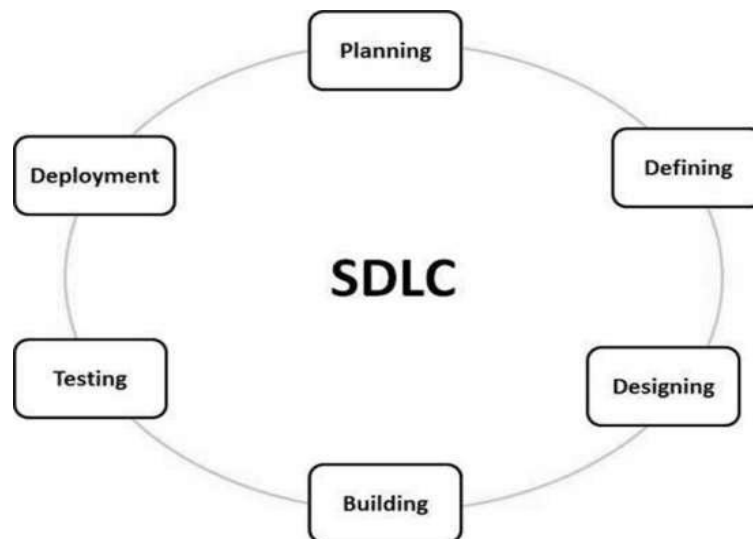 Planning
Defining
Designing
Building
Testing
Deployment
SDLC